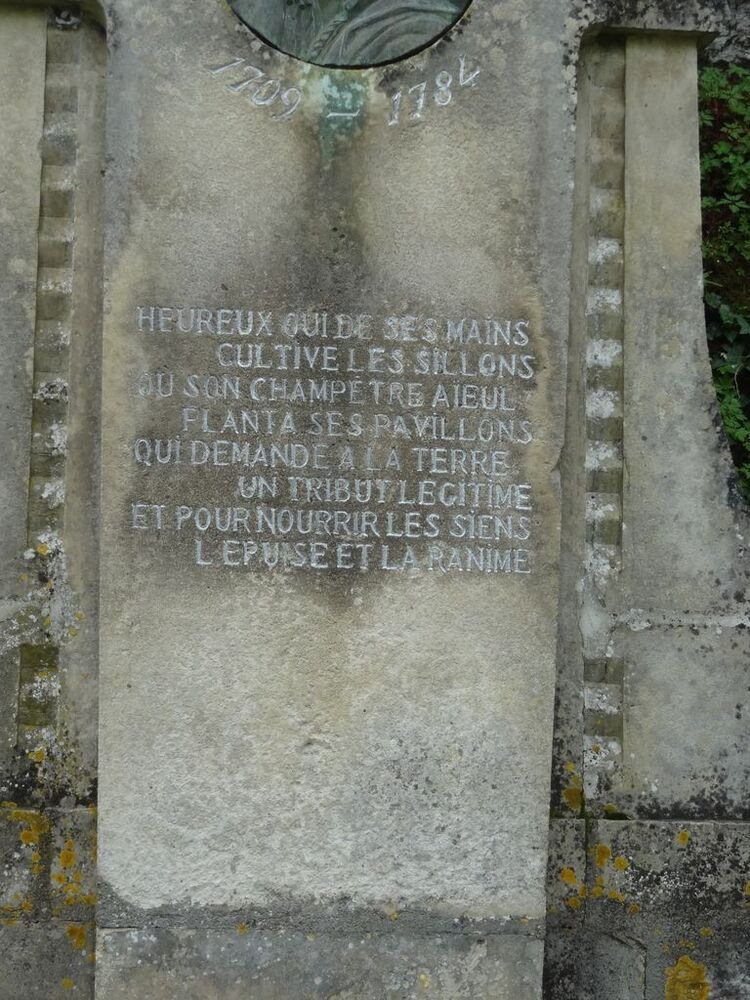 1709 – 1784
HEUREUX QUI DE SES MAINS
CULTIVE LES SILLONS
OU SON CHAMPÊTRE AIEUL
PLANTA SES PAVILLONS
QUI DEMANDE A LA TERRE
UN TRIBUT LEGITIME
ET POUR NOURRIR LES SIENS
L'EPUISE ET LA RANIME